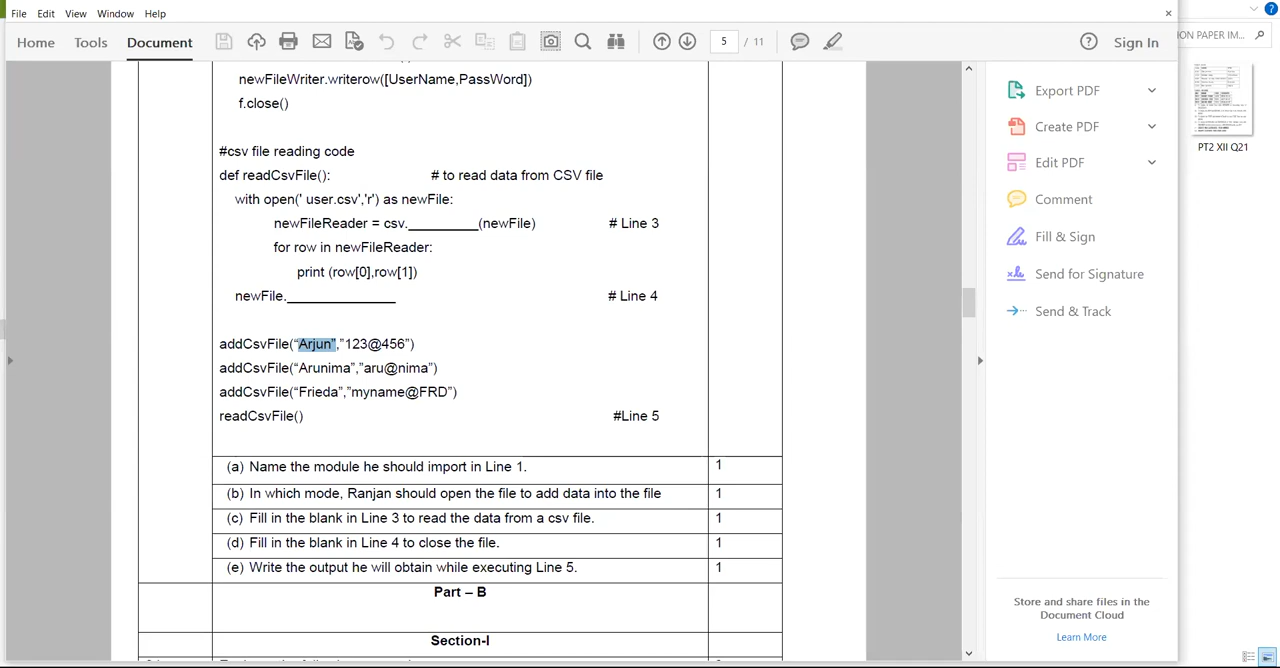 File Edit View Window Help
Home Tools Document 5 / 11 Sign In
ION PAPER IM...
newFileWriter.writerow([UserName,PassWord])
f.close()
#csv file reading code
def readCsvFile(): # to read data from CSV file
with open(' user.csv','r') as newFile:
newFileReader = csv.________(newFile) # Line 3
for row in newFileReader:
print (row[0],row[1])
newFile.______________ # Line 4
addCsvFile(“Arjun”,”123@456”)
addCsvFile(“Arunima”,”aru@nima”)
addCsvFile(“Frieda”,”myname@FRD”)
readCsvFile() #Line 5
(a) Name the module he should import in Line 1. 1
(b) In which mode, Ranjan should open the file to add data into the file 1
(c) Fill in the blank in Line 3 to read the data from a csv file. 1
(d) Fill in the blank in Line 4 to close the file. 1
(e) Write the output he will obtain while executing Line 5. 1
Part – B
Section-I
Export PDF
Create PDF
Edit PDF
Comment
Fill & Sign
Send for Signature
Send & Track
Store and share files in the
Document Cloud
Learn More
PT2 XII Q21